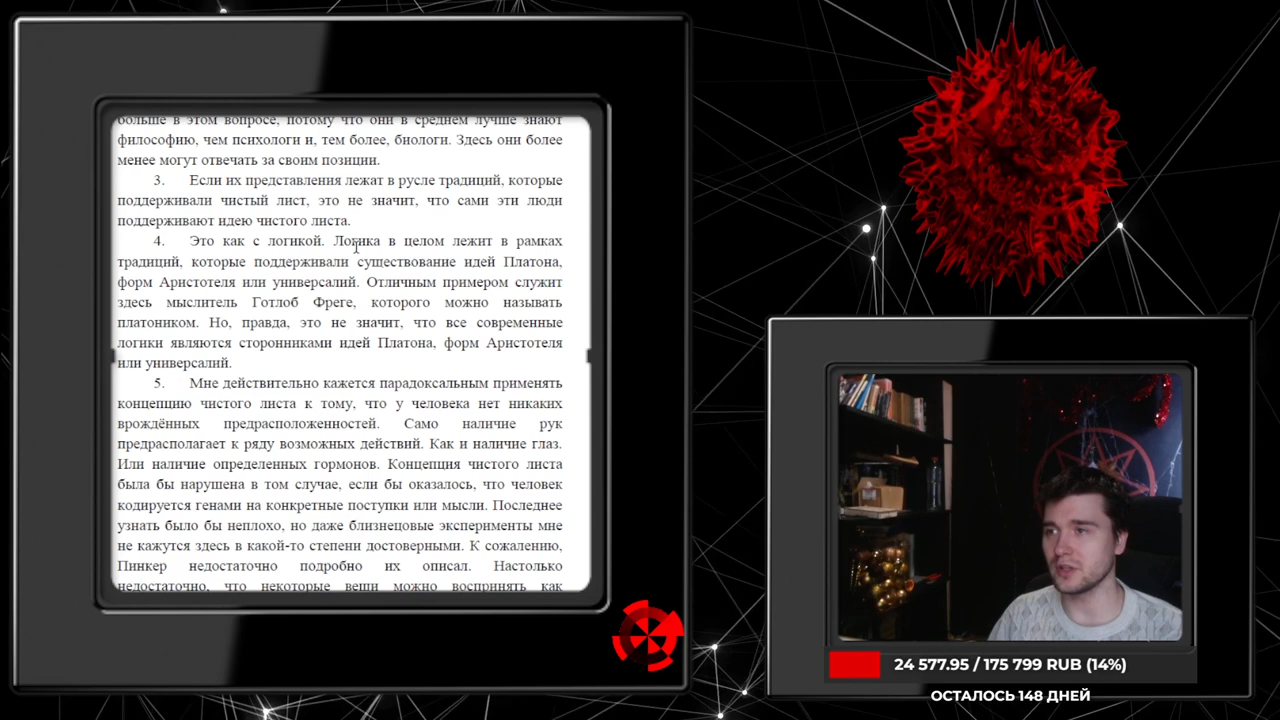 больше в этом вопросе, потому что они в среднем лучше знают
философию, чем психологи и, тем более, биологи. Здесь они более
менее могут отвечать за своим позиции.
3. Если их представления лежат в русле традиций, которые
поддерживали чистый лист, это не значит, что сами эти люди
поддерживают идею чистого листа.
4. Это как с логикой. Логика в целом лежит в рамках
традиций, которые поддерживали существование идей Платона,
форм Аристотеля или универсалий. Отличным примером служит
здесь мыслитель Готлоб Фреге, которого можно называть
платоником. Но, правда, это не значит, что все современные
логики являются сторонниками идей Платона, форм Аристотеля
или универсалий.
5. Мне действительно кажется парадоксальным применять
концепцию чистого листа к тому, что у человека нет никаких
врождённых предрасположенностей. Само наличие рук
предрасполагает к ряду возможных действий. Как и наличие глаз.
Или наличие определенных гормонов. Концепция чистого листа
была бы нарушена в том случае, если бы оказалось, что человек
кодируется генами на конкретные поступки или мысли. Последнее
узнать было бы неплохо, но даже близнецовые эксперименты мне
не кажутся здесь в какой-то степени достоверными. К сожалению,
Пинкер недостаточно подробно их описал. Настолько
недостаточно, что некоторые вещи можно воспринять как
24 577.95 / 175 799 RUB (14%)
ОСТАЛОСЬ 148 ДНЕЙ